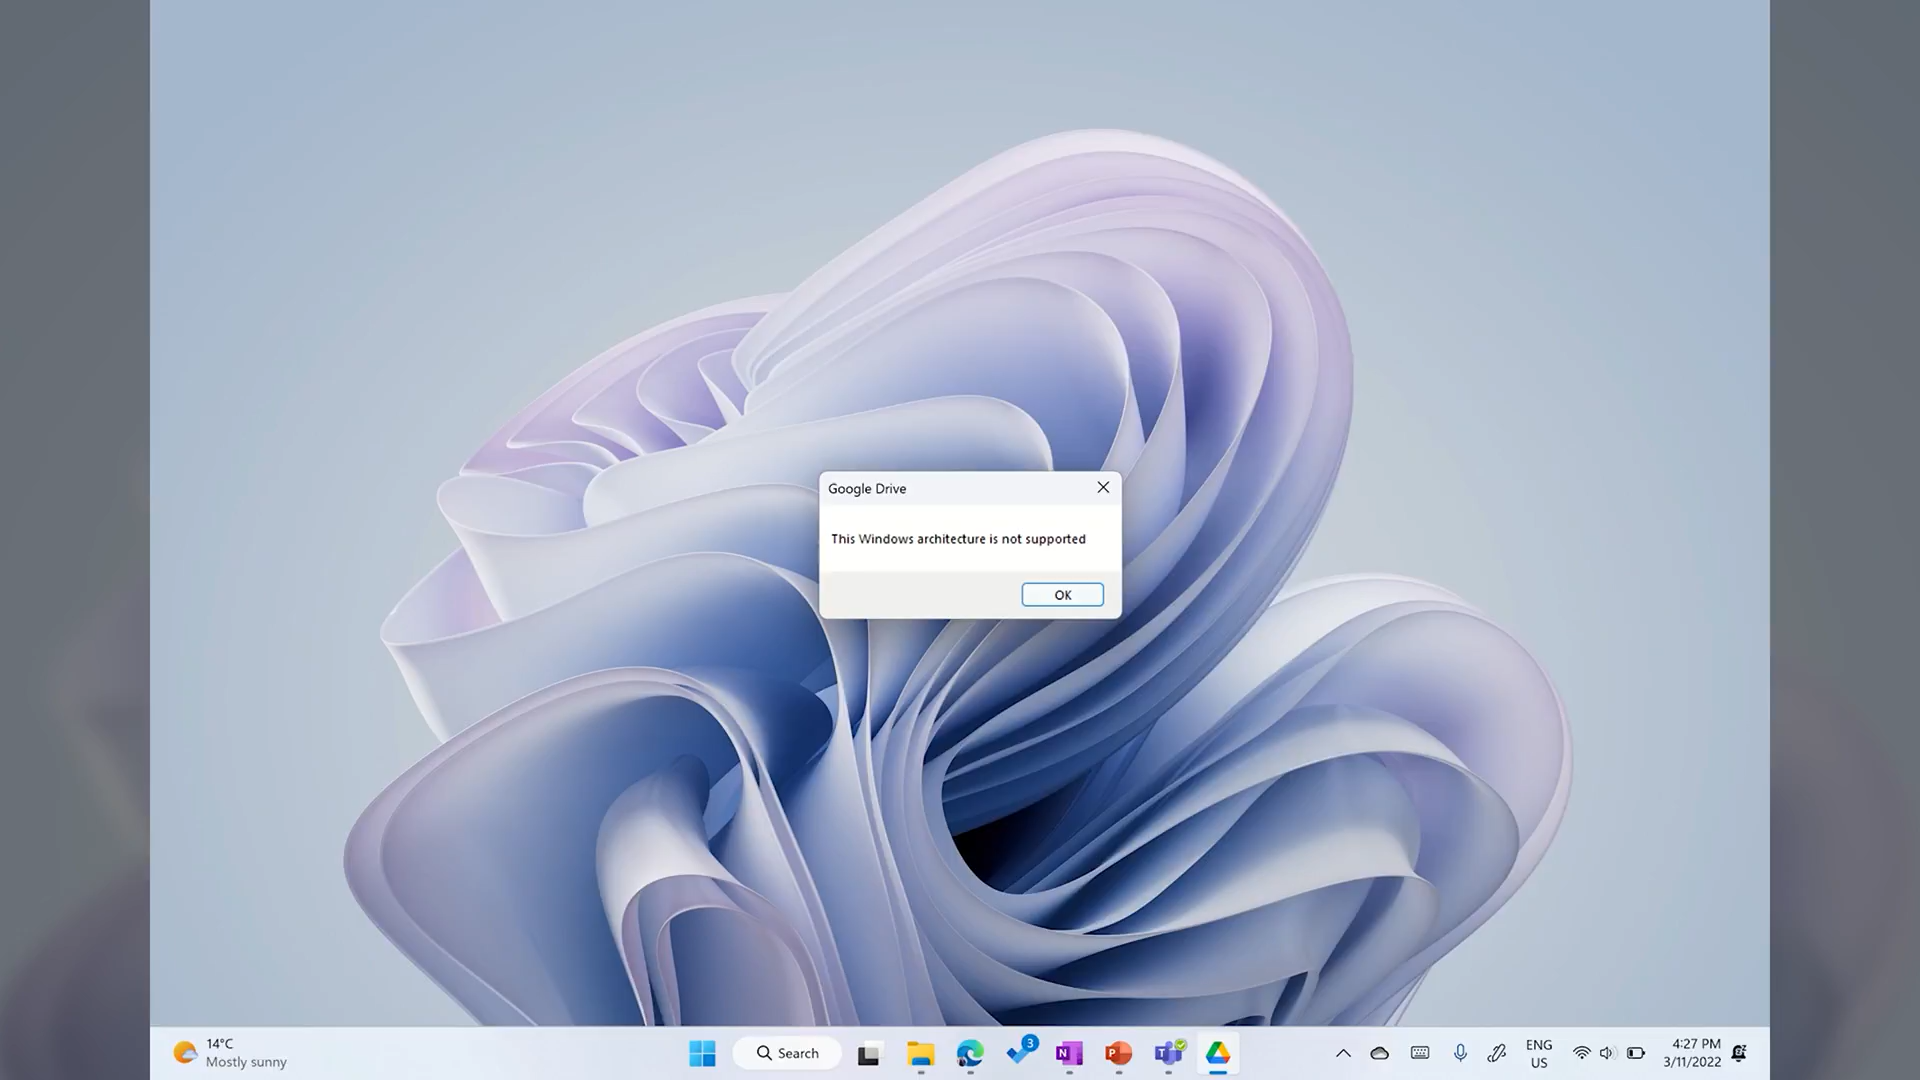 Google Drive
This Windows architecture is not supported
OK
14°C
Mostly sunny
Search
3
N
P
T
ENG
US
4:27 PM
3/11/2022